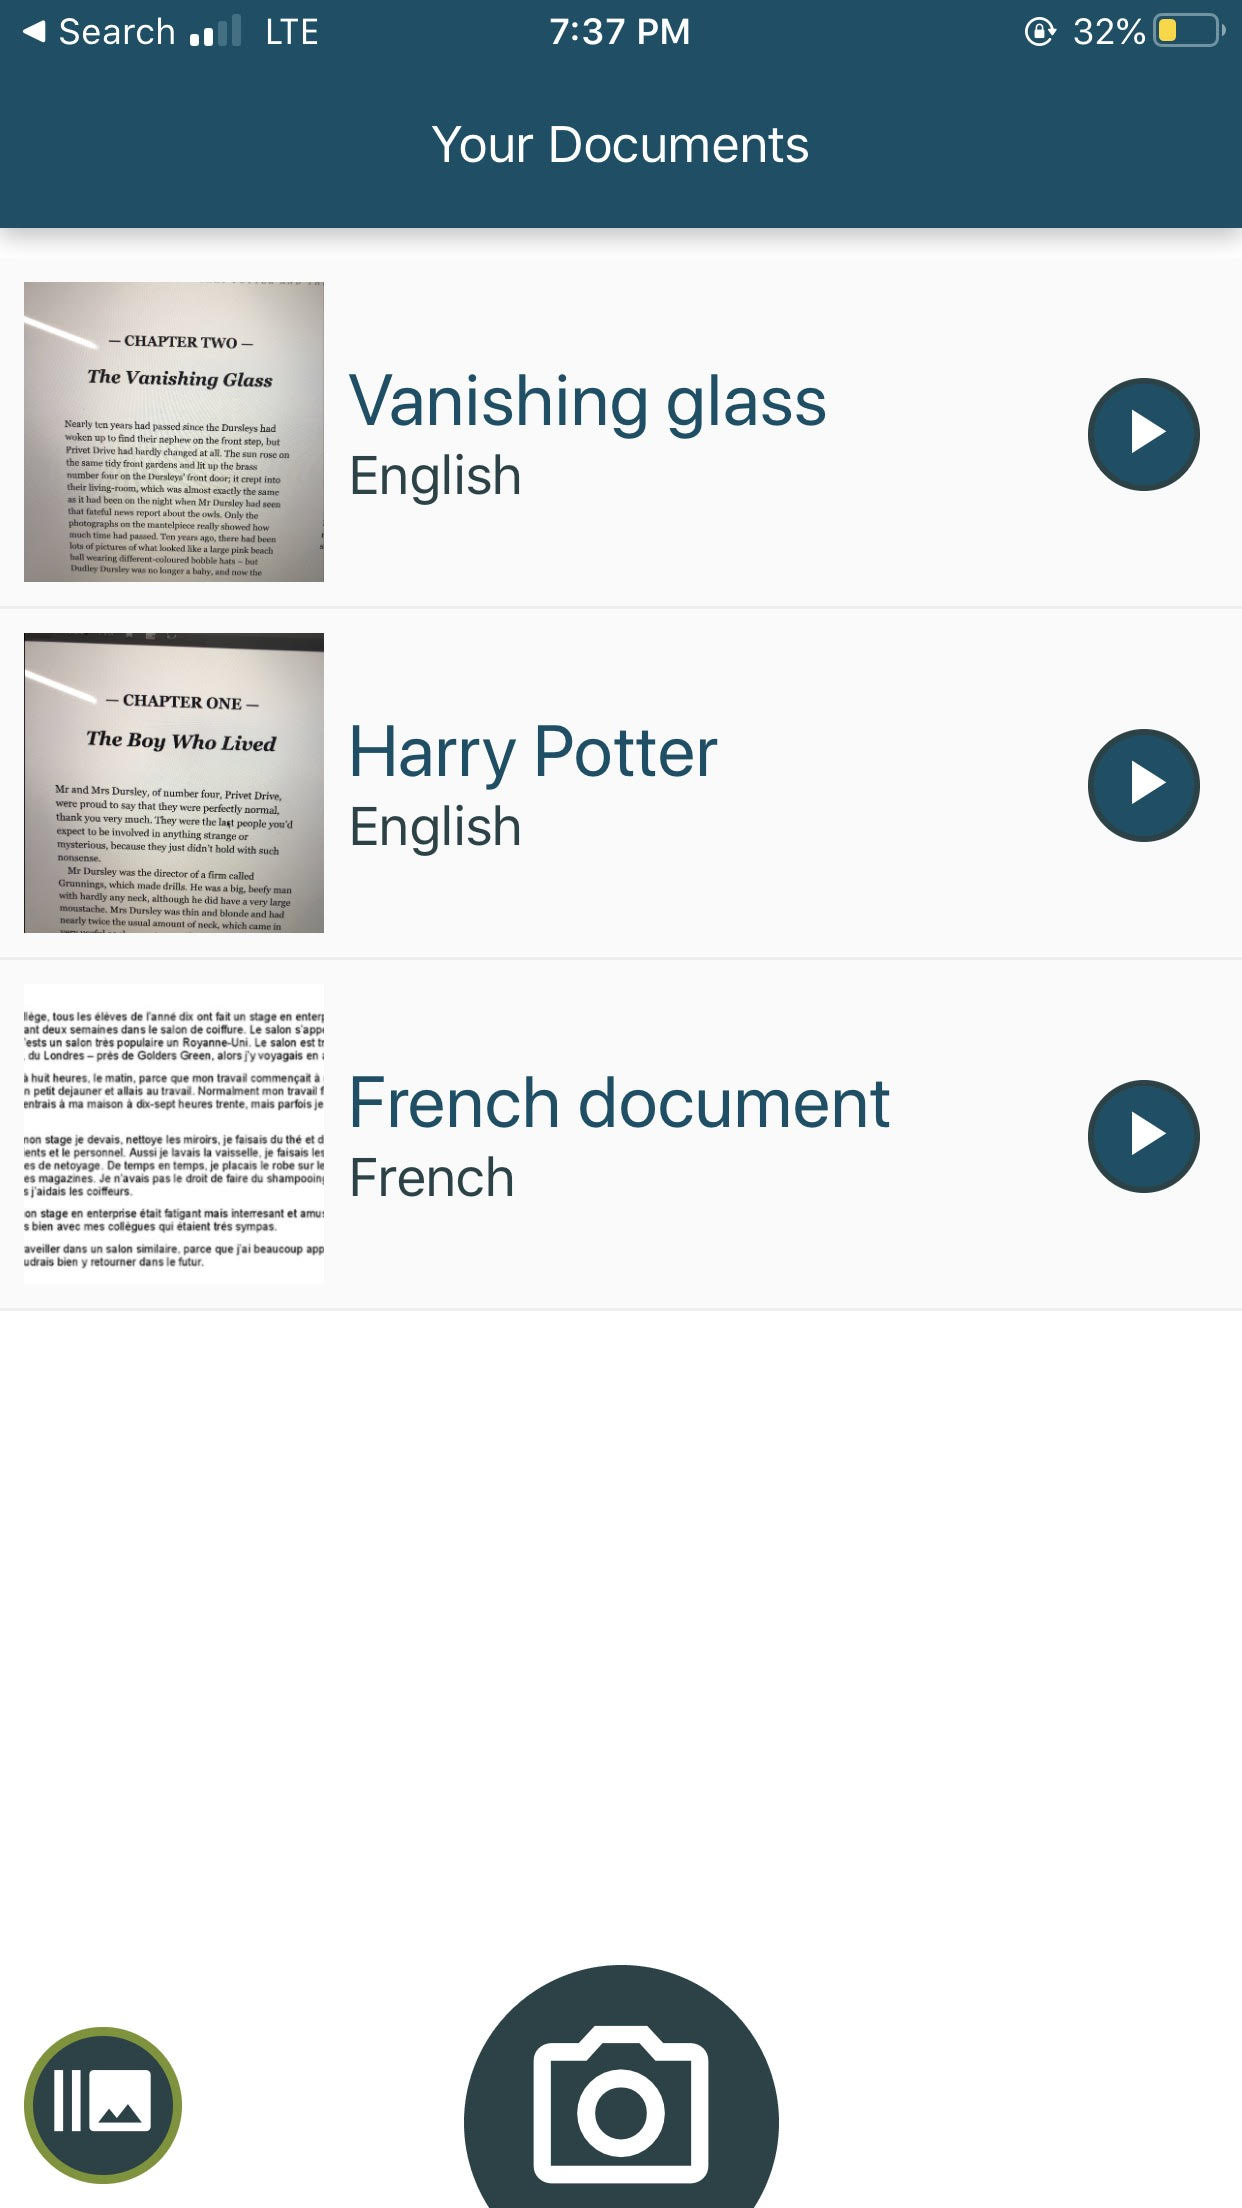 Search LTE 7:37 PM 32%
Your Documents
— CHAPTER TWO —
The Vanishing Glass
Nearly ten years had passed since the Dursleys had
woken up to find their nephew on the front step, but
Privet Drive had hardly changed at all. The sun rose on
the same tidy front gardens and lit up the brass
number four on the Dursleys' front door; it crept into
their living-room, which was almost exactly the same
as it had been on the night when Mr Dursley had seen
that fateful news report about the owls. Only the
photographs on the mantelpiece really showed how
much time had passed. Ten years ago, there had been
lots of pictures of what looked like a large pink beach
ball wearing different-coloured bobble hats – but
Dudley Dursley was no longer a baby, and now the
Vanishing glass
English
— CHAPTER ONE —
The Boy Who Lived
Mr and Mrs Dursley, of number four, Privet Drive,
were proud to say that they were perfectly normal,
thank you very much. They were the last people you'd
expect to be involved in anything strange or
mysterious, because they just didn't hold with such
nonsense.
Mr Dursley was the director of a firm called
Grunnings, which made drills. He was a big, beefy man
with hardly any neck, although he did have a very large
moustache. Mrs Dursley was thin and blonde and had
nearly twice the usual amount of neck, which came in
Harry Potter
English
lége, tous les élèves de l'anné dix ont fait un stage en enterp
ant deux semaines dans le salon de coiffure. Le salon s'appe
'ests un salon très populaire un Royanne-Uni. Le salon est tr
du Londres – prés de Golders Green, alors j'y voyagais en
à huit heures, le matin, parce que mon travail commençait à
n petit dejauner et allais au travail. Normalment mon travail f
entrais à ma maison à dix-sept heures trente, mais parfois je
non stage je devais, nettoye les miroirs, je faisais du thé et d
ents et le personnel. Aussi je lavais la vaisselle, je faisais les
es de netoyage. De temps en temps, je placais le robe sur le
es magazines. Je n'avais pas le droit de faire du shampooin
s j'aidais les coiffeurs.
on stage en enterprise était fatigant mais interresant et amu
s bien avec mes collègues qui étaient trés sympas.
aveiller dans un salon similaire, parce que j'ai beaucoup app
udrais bien y retourner dans le futur.
French document
French